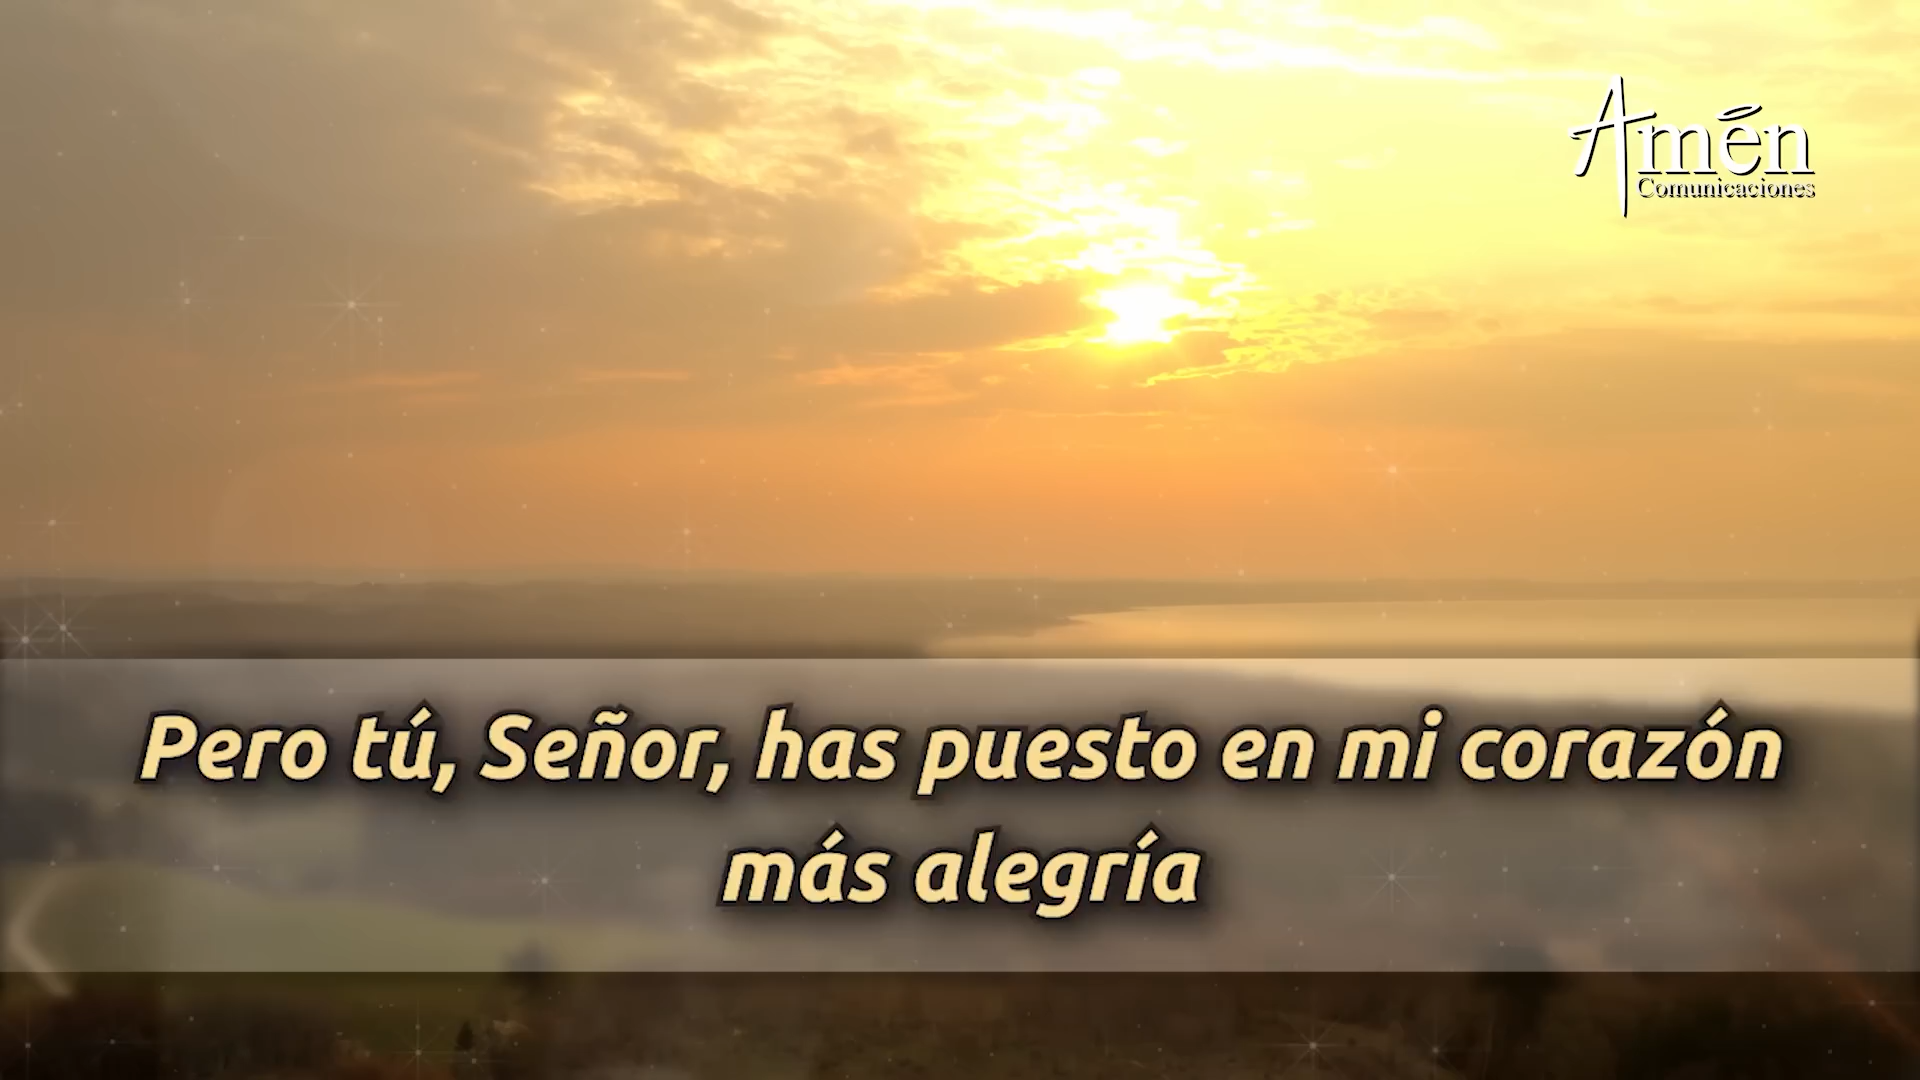 Amén
Comunicaciones
Pero tú, Señor, has puesto en mi corazón
más alegría